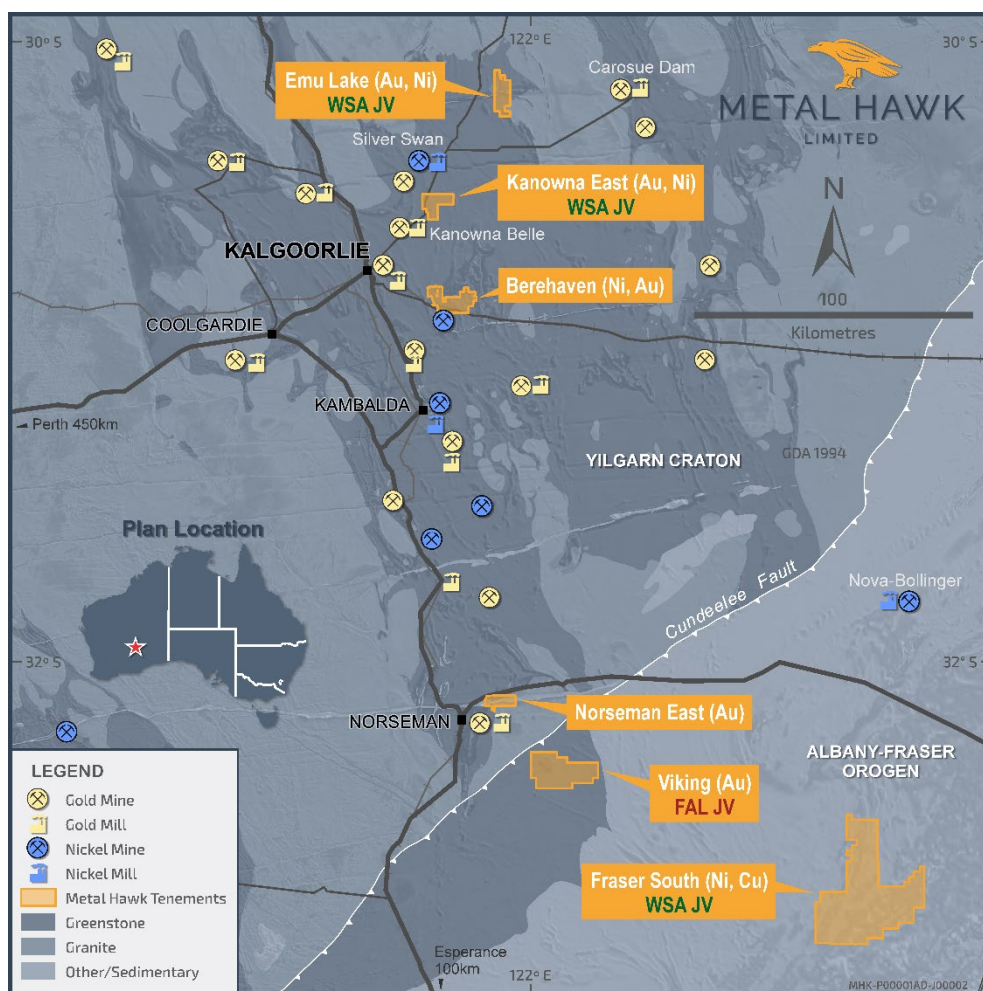 30° S
122° E
30° S
METAL HAWK
LIMITED
Emu Lake (Au, Ni)
WSA JV
Carosue Dam
Silver Swan
Kanowna East (Au, Ni)
WSA JV
N
Kanowna Belle
KALGOORLIE
Berehaven (Ni, Au)
100
Kilometres
COOLGARDIE
KAMBALDA
Perth 450km
YILGARN CRATON
GDA 1994
Plan Location
Cundeelee Fault
Nova-Bollinger
32° S
32° S
NORSEMAN
Norseman East (Au)
ALBANY-FRASER
OROGEN
Viking (Au)
FAL JV
Fraser South (Ni, Cu)
WSA JV
LEGEND
Gold Mine
Gold Mill
Nickel Mine
Nickel Mill
Metal Hawk Tenements
Greenstone
Granite
Other/Sedimentary
Esperance
100km
122° E
MHK-P00001AD-J00002